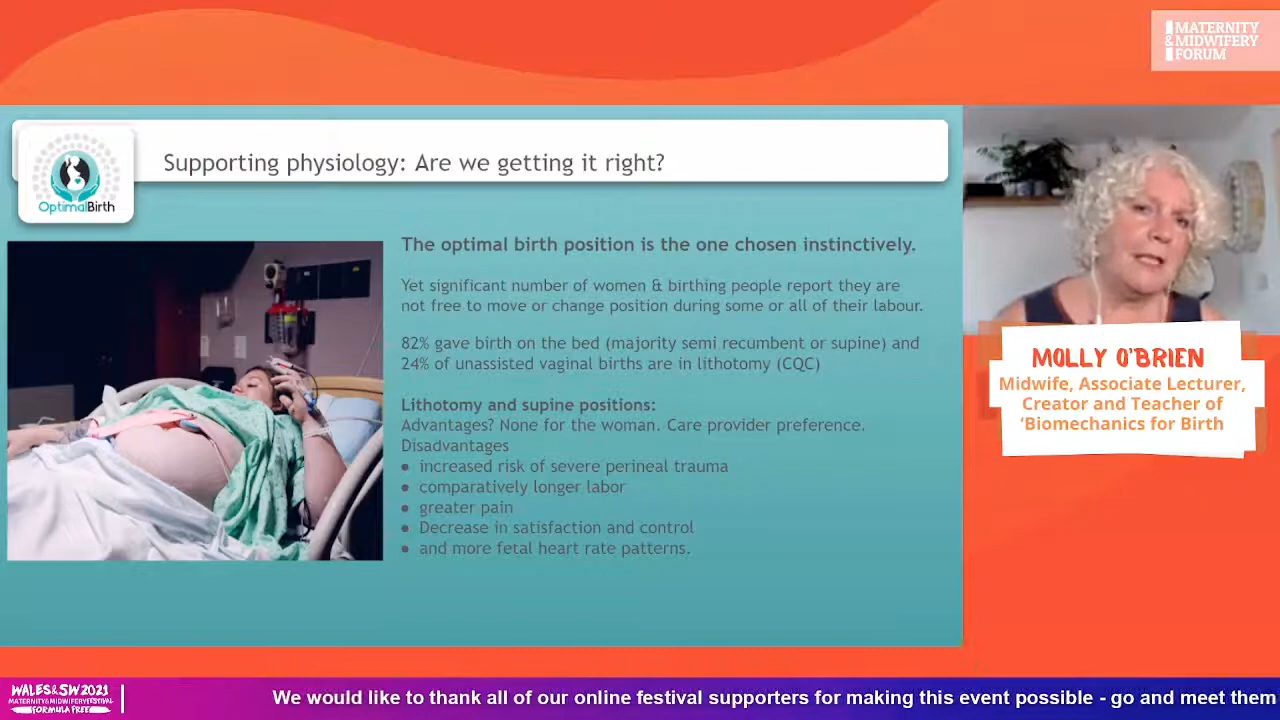 MATERNITY
& MIDWIFERY
FORUM
Supporting physiology: Are we getting it right?
OptimalBirth
The optimal birth position is the one chosen instinctively.
Yet significant number of women & birthing people report they are
not free to move or change position during some or all of their labour.
82% gave birth on the bed (majority semi recumbent or supine) and
24% of unassisted vaginal births are in lithotomy (CQC)
Lithotomy and supine positions:
Advantages? None for the woman. Care provider preference.
Disadvantages
● increased risk of severe perineal trauma
● comparatively longer labor
● greater pain
● Decrease in satisfaction and control
● and more fetal heart rate patterns.
MOLLY O'BRIEN
Midwife, Associate Lecturer,
Creator and Teacher of
'Biomechanics for Birth
WALES&SW2021
MATERNITY&MIDWIFERYFESTIVAL
FORMULA FREE
We would like to thank all of our online festival supporters for making this event possible - go and meet them